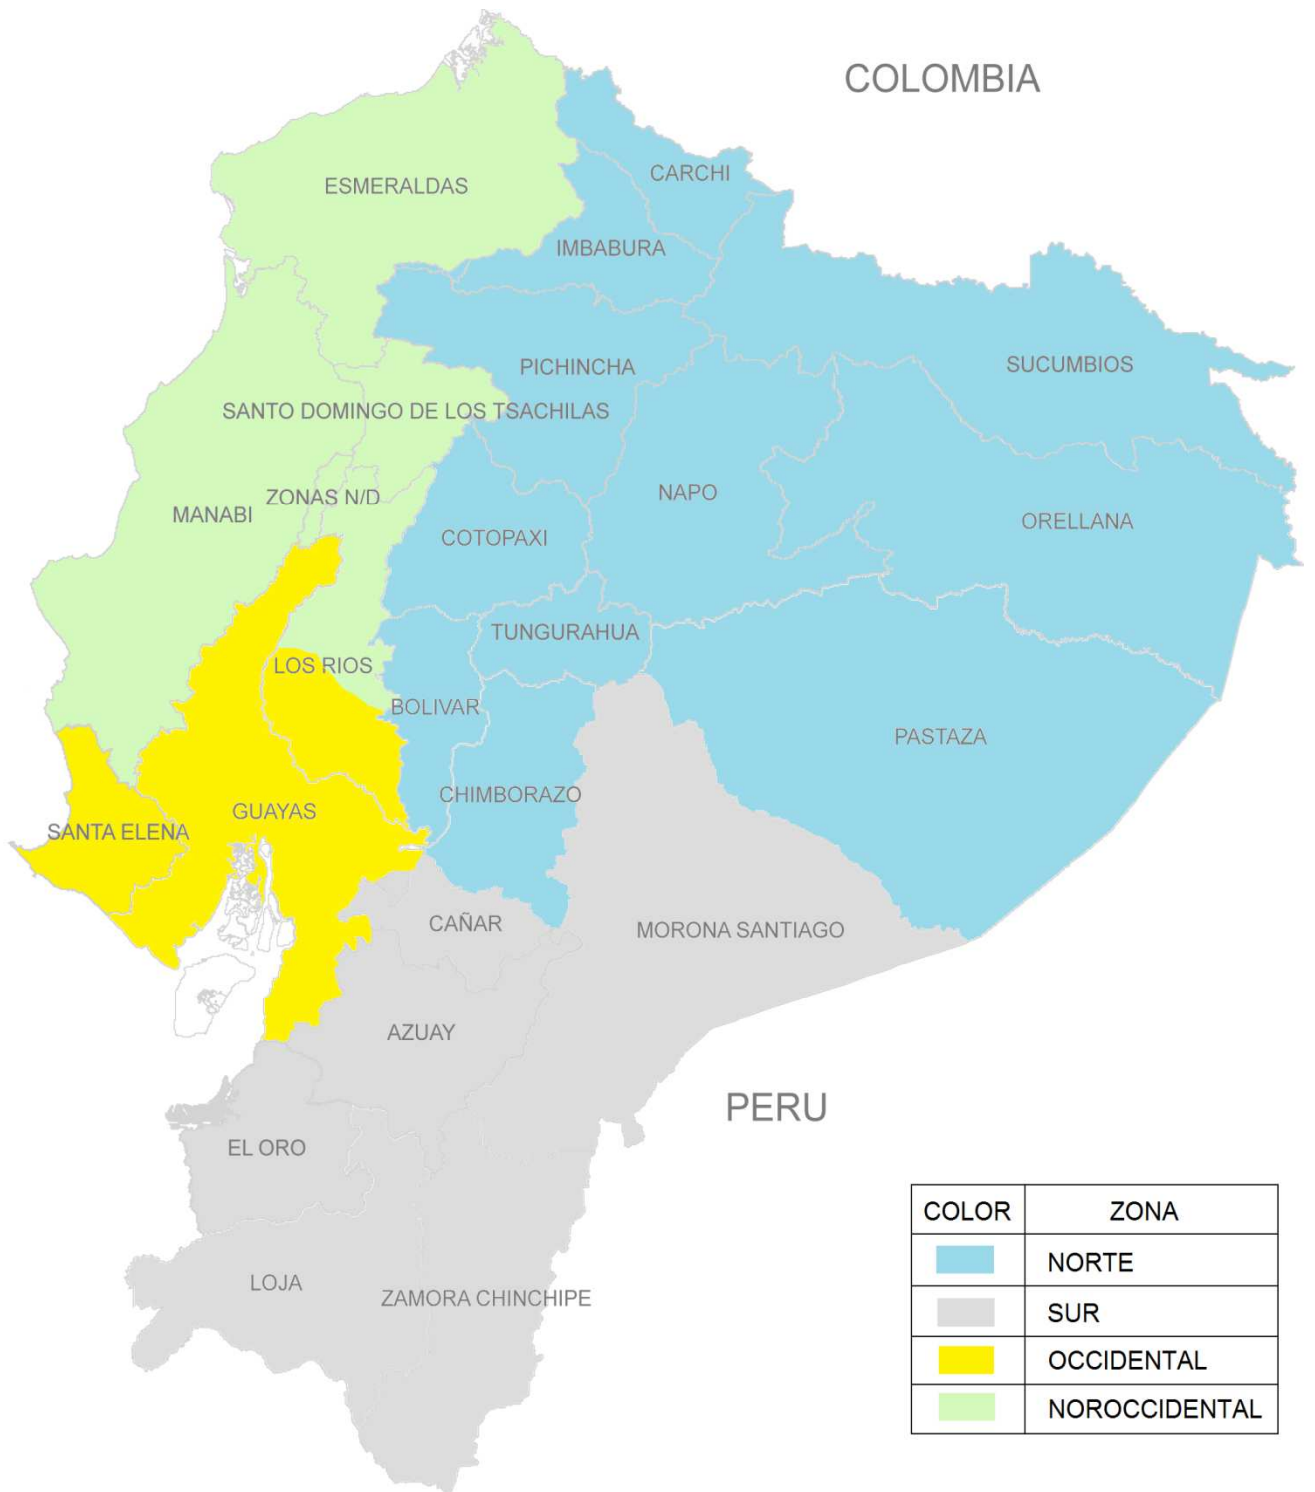 COLOMBIA
CARCHI
ESMERALDAS
IMBABURA
PICHINCHA
SUCUMBIOS
SANTO DOMINGO DE LOS TSACHILAS
ZONAS N/D
NAPO
MANABI
ORELLANA
COTOPAXI
TUNGURAHUA
LOS RIOS
BOLIVAR
PASTAZA
CHIMBORAZO
GUAYAS
SANTA ELENA
CAÑAR
MORONA SANTIAGO
AZUAY
PERU
EL ORO
LOJA
ZAMORA CHINCHIPE
COLOR ZONA
NORTE
SUR
OCCIDENTAL
NOROCCIDENTAL